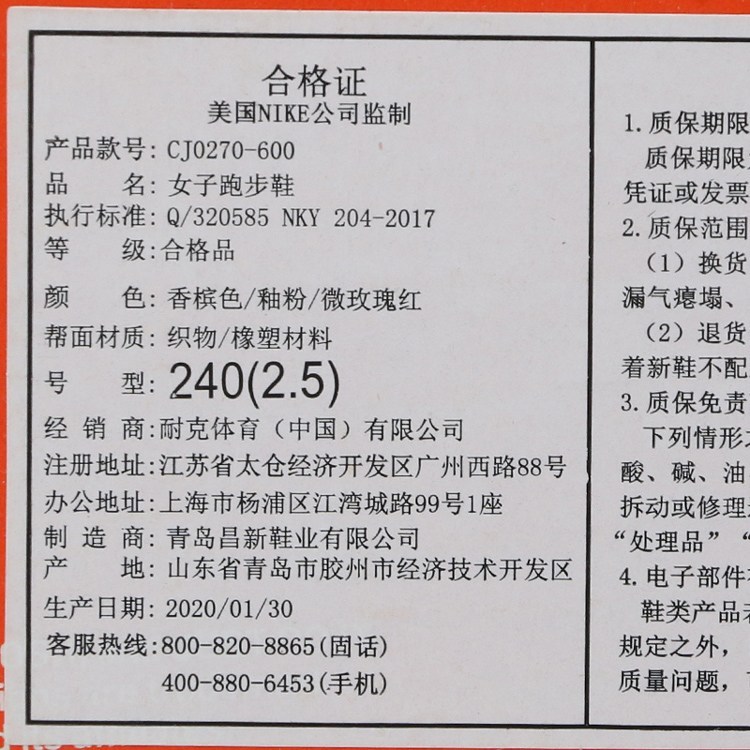 合格证
美国NIKE公司监制
产品款号: CJ0270-600
品　　名: 女子跑步鞋
执行标准: Q/320585 NKY 204-2017
等　　级:合格品
颜　　色: 香槟色/釉粉/微玫瑰红
帮面材质: 织物/橡塑材料
号　　型: 240(2.5)
经 销 商:耐克体育（中国）有限公司
注册地址:江苏省太仓经济开发区广州西路88号
办公地址:上海市杨浦区江湾城路99号1座
制 造 商: 青岛昌新鞋业有限公司
产　　地: 山东省青岛市胶州市经济技术开发区
生产日期: 2020/01/30
客服热线:800-820-8865(固话)
400-880-6453(手机)
1.质保期限
质保期限
凭证或发票
2.质保范围
（1）换货
漏气瘪塌、
（2）退货
着新鞋不配
3.质保免责
下列情形
酸、碱、油
拆动或修理
“处理品”“
4.电子部件
鞋类产品
规定之外，
质量问题，